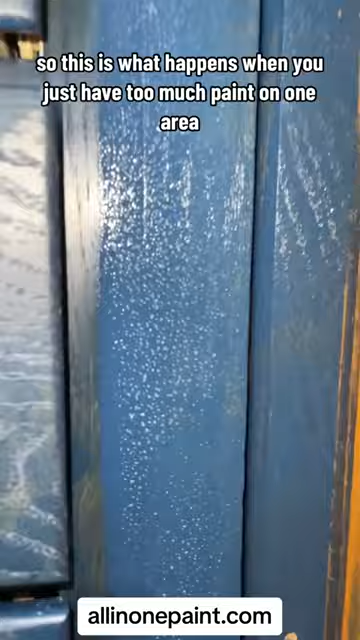 so this is what happens when you
just have too much paint on one
area
allinonepaint.com